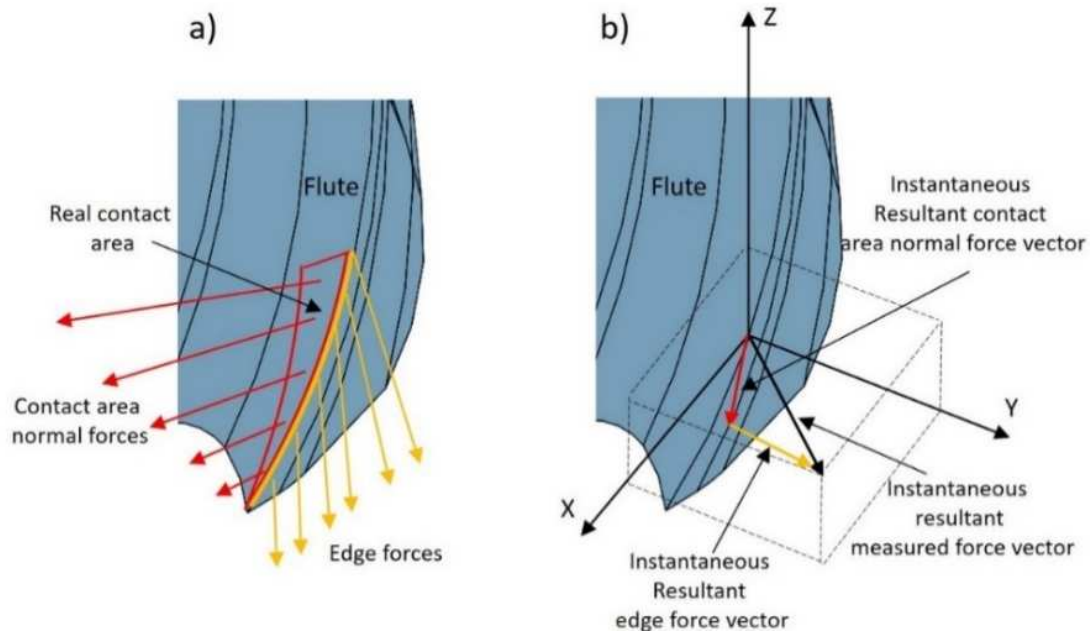 a)
Flute
Real contact
area
Contact area
normal forces
Edge forces
b)
Z
Flute
Instantaneous
Resultant contact
area normal force vector
Y
X
Instantaneous
resultant
measured force vector
Instantaneous
Resultant
edge force vector